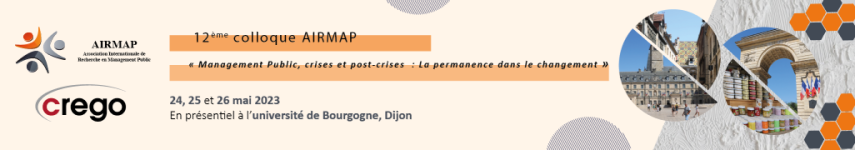 AIRMAP
Association Internationale de
Recherche en Management Public
crego
12ème colloque AIRMAP
« Management Public, crises et post-crises : La permanence dans le changement »
24, 25 et 26 mai 2023
En présentiel à l'université de Bourgogne, Dijon